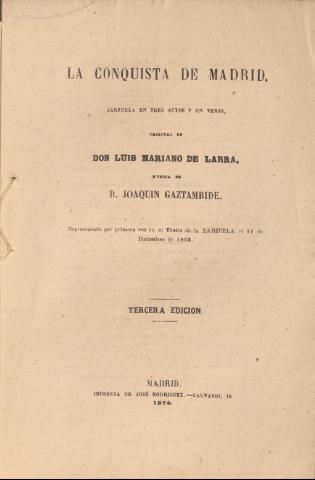 LA CONQUISTA DE MADRID,
ZARZUELA EN TRES ACTOS Y EN VERSO,
ORIGINAL DE
DON LUIS MARIANO DE LARRA,
MUSICA DE
D. JOAQUIN GAZTAMBIDE.
Representada por primera vez en el Teatro de la ZARZUELA el de
Diciembre de 1863.
TERCERA EDICION.
MADRID.
IMPRENTA DE JOSÉ RODRIGUEZ.—CALVARIO, 18.
1874.